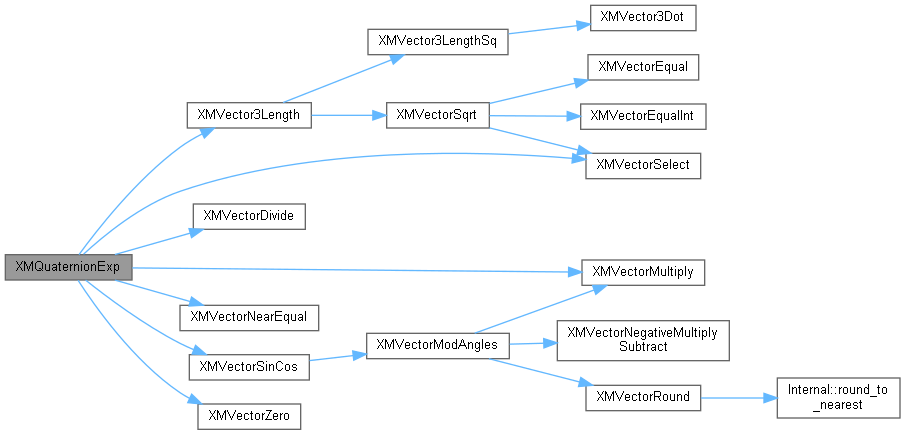 XMVector3Dot
XMVector3LengthSq
XMVectorEqual
XMVector3Length
XMVectorSqrt
XMVectorEqualInt
XMVectorSelect
XMVectorDivide
XMQuaternionExp
XMVectorMultiply
XMVectorNearEqual
XMVectorNegativeMultiply
Subtract
XMVectorModAngles
XMVectorSinCos
XMVectorRound
Internal::round_to
_nearest
XMVectorZero